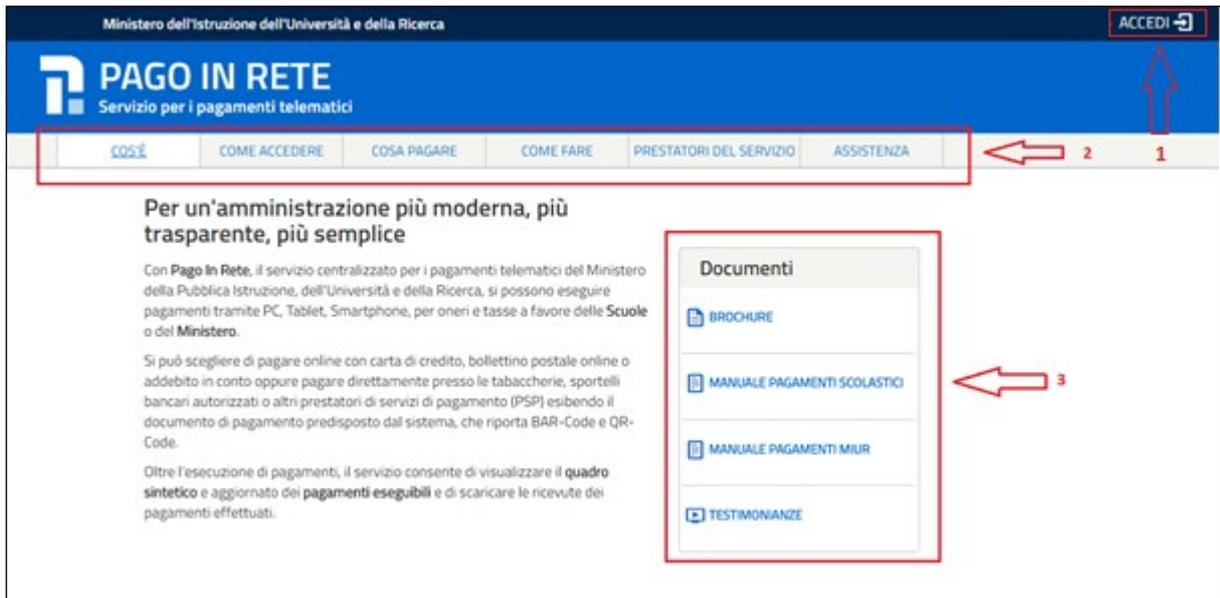 Ministero dell'Istruzione dell'Università e della Ricerca
ACCEDI
PAGO IN RETE
Servizio per i pagamenti telematici
COS'È
COME ACCEDERE
COSA PAGARE
COME FARE
PRESTATORI DEL SERVIZIO
ASSISTENZA
2
1
Per un'amministrazione più moderna, più
trasparente, più semplice
Con Pago In Rete, il servizio centralizzato per i pagamenti telematici del Ministero
della Pubblica Istruzione, dell'Università e della Ricerca, si possono eseguire
pagamenti tramite PC, Tablet, Smartphone, per oneri e tasse a favore delle Scuole
o del Ministero.
Si può scegliere di pagare online con carta di credito, bollettino postale online o
addebito in conto oppure pagare direttamente presso le tabaccherie, sportelli
bancari autorizzati o altri prestatori di servizi di pagamento (PSP) esibendo il
documento di pagamento predisposto dal sistema, che riporta BAR-Code e QR-
Code.
Oltre l'esecuzione di pagamenti, il servizio consente di visualizzare il quadro
sintetico e aggiornato dei pagamenti eseguibili e di scaricare le ricevute dei
pagamenti effettuati.
Documenti
BROCHURE
MANUALE PAGAMENTI SCOLASTICI
3
MANUALE PAGAMENTI MIUR
TESTIMONIANZE